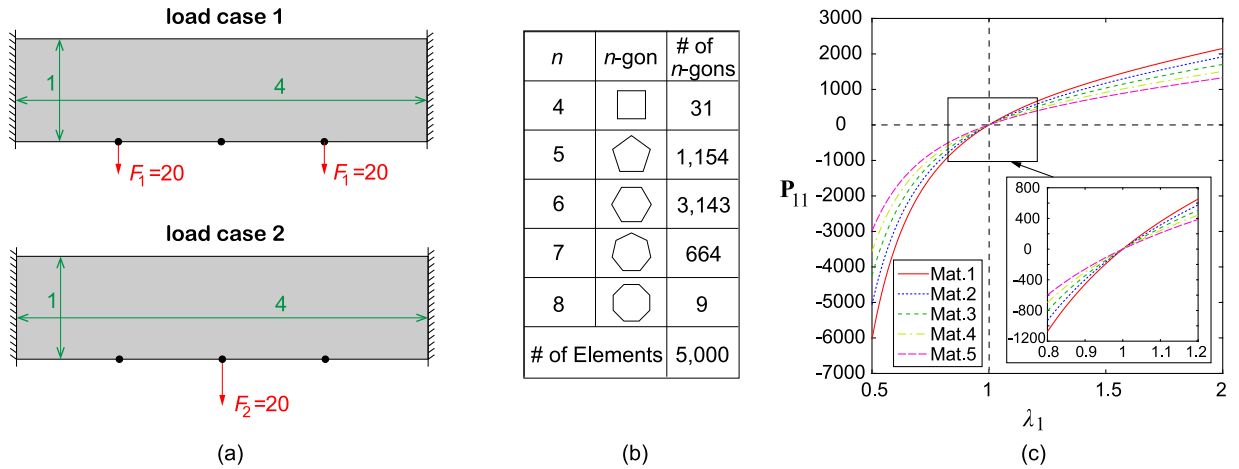 load case 1
1
4
F1=20
F1=20
load case 2
1
4
F2=20
(a)
n n-gon # of n-gons
4 31
5 1,154
6 3,143
7 664
8 9
# of Elements 5,000
(b)
3000
2000
1000
0
-1000
-2000
-3000
-4000
-5000
-6000
-7000
P11
0.5 1 1.5 2
λ1
Mat.1
Mat.2
Mat.3
Mat.4
Mat.5
800
400
0
-400
-800
-1200
0.8 0.9 1 1.1 1.2
(c)